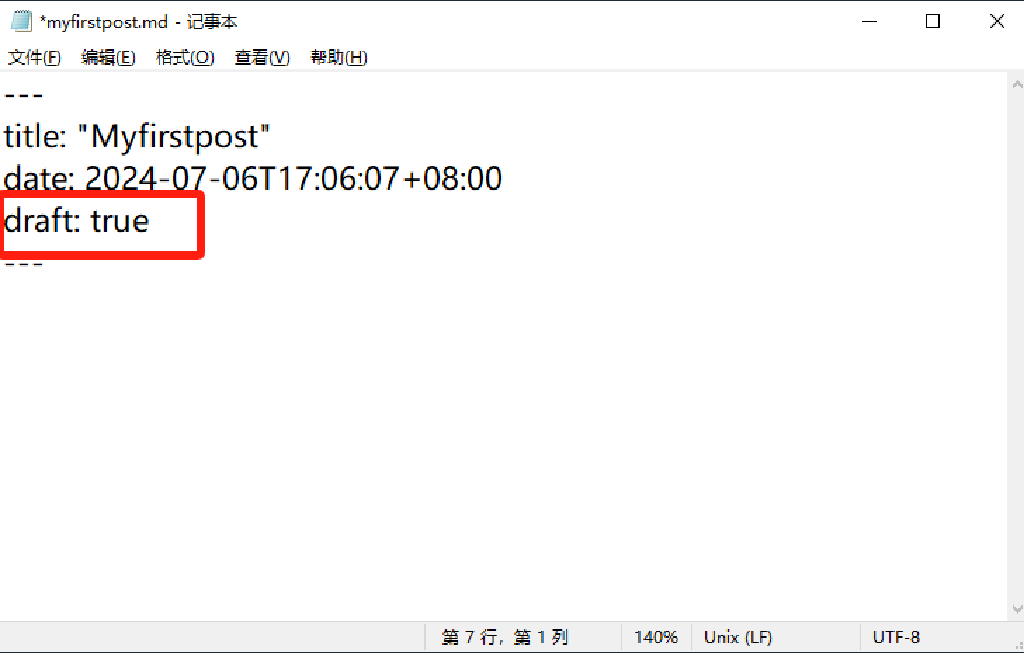 *myfirstpost.md - 记事本
文件(F) 编辑(E) 格式(O) 查看(V) 帮助(H)
---
title: "Myfirstpost"
date: 2024-07-06T17:06:07+08:00
draft: true
---
第 7 行，第 1 列 140% Unix (LF) UTF-8